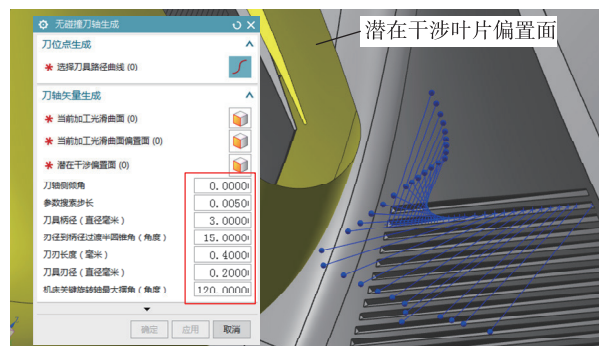 无碰撞刀轴生成
潜在干涉叶片偏置面
刀位点生成
选择刀具路径曲线 (0)
刀轴矢量生成
当前加工光滑曲面 (0)
当前加工光滑曲面偏置面 (0)
潜在干涉偏置面 (0)
刀轴侧倾角 0.0000
参数搜索步长 0.0050
刀具柄径（直径毫米） 3.0000
刃径到柄径过渡半圆锥角（角度） 15.0000
刀刃长度（毫米） 0.4000
刀具刃径（直径毫米） 0.2000
机床关键旋转轴最大摆角（角度） 120.0000
确定 应用 取消